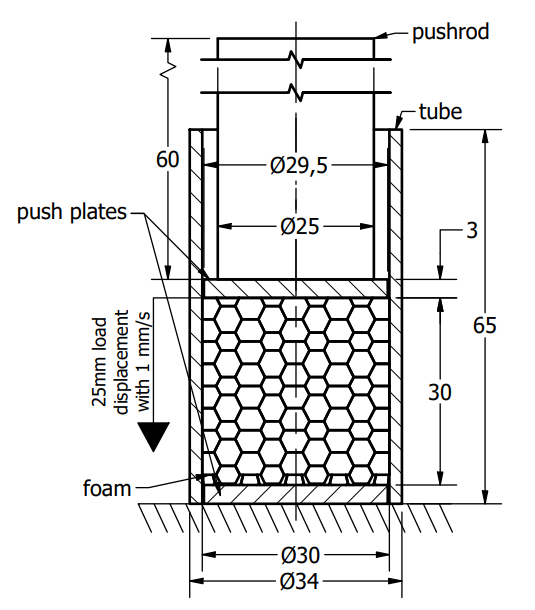 pushrod
tube
60
Ø29,5
push plates
Ø25
3
25mm load
displacement
with 1 mm/s
65
30
foam
Ø30
Ø34